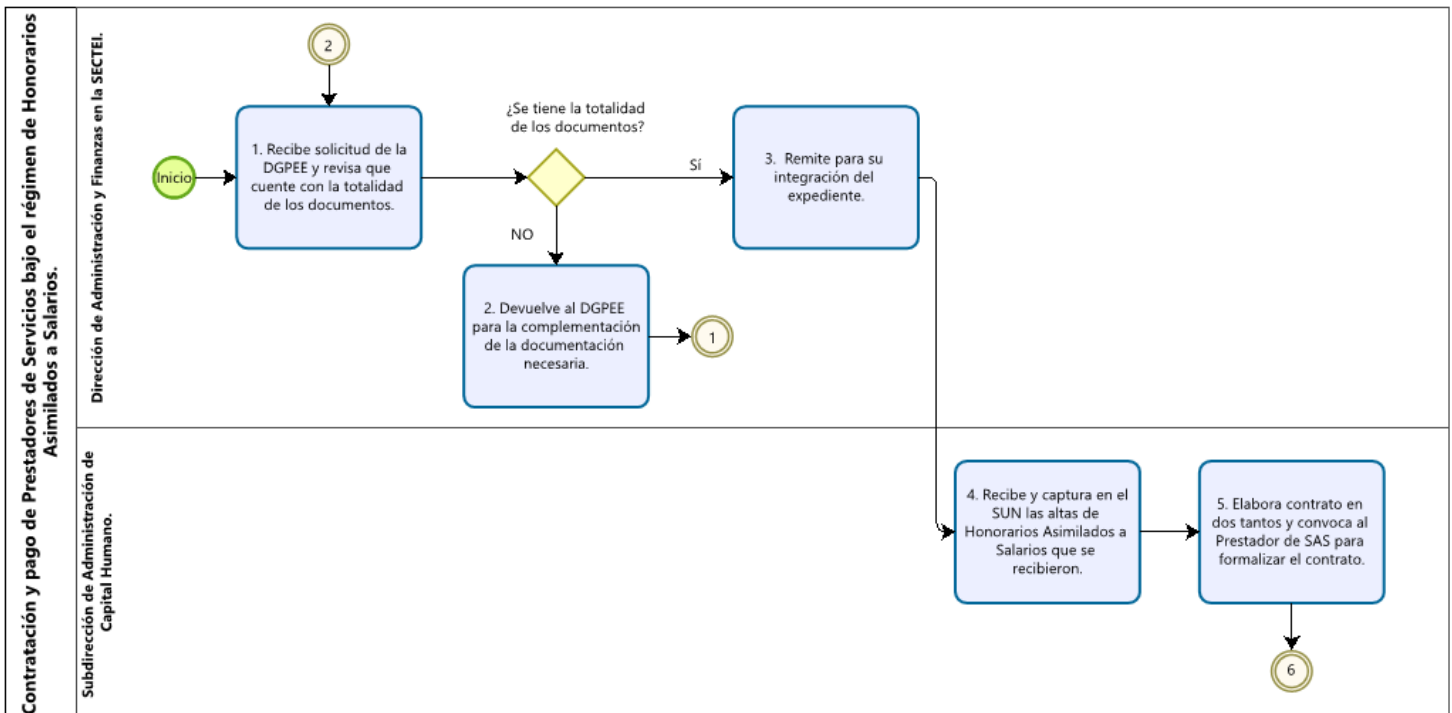 Contratación y pago de Prestadores de Servicios bajo el régimen de Honorarios
Asimilados a Salarios.
Dirección de Administración y Finanzas en la SECTEI.
2
Inicio
1. Recibe solicitud de la
DGPEE y revisa que
cuente con la totalidad
de los documentos.
¿Se tiene la totalidad
de los documentos?
Sí
3. Remite para su
integración del
expediente.
NO
2. Devuelve al DGPEE
para la complementación
de la documentación
necesaria.
1
Subdirección de Administración de
Capital Humano.
4. Recibe y captura en el
SUN las altas de
Honorarios Asimilados a
Salarios que se
recibieron.
5. Elabora contrato en
dos tantos y convoca al
Prestador de SAS para
formalizar el contrato.
6